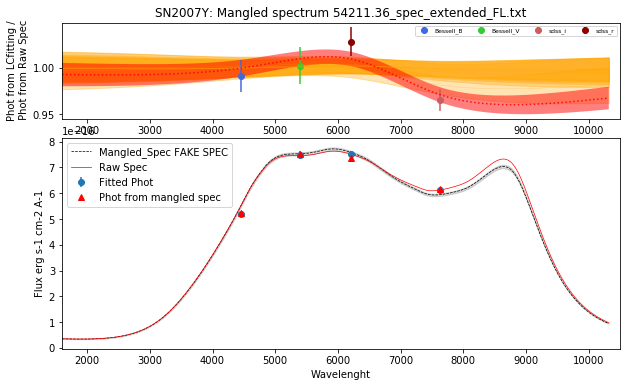 SN2007Y: Mangled spectrum 54211.36_spec_extended_FL.txt
Phot from LCfitting /
Phot from Raw Spec
1.00
0.95
Bessell_B
Bessell_V
sdss_i
sdss_r
2000 3000 4000 5000 6000 7000 8000 9000 10000
1e−16
Flux erg s-1 cm-2 A-1
8
7
6
5
4
3
2
1
0
Mangled_Spec FAKE SPEC
Raw Spec
Fitted Phot
Phot from mangled spec
2000 3000 4000 5000 6000 7000 8000 9000 10000
Wavelenght